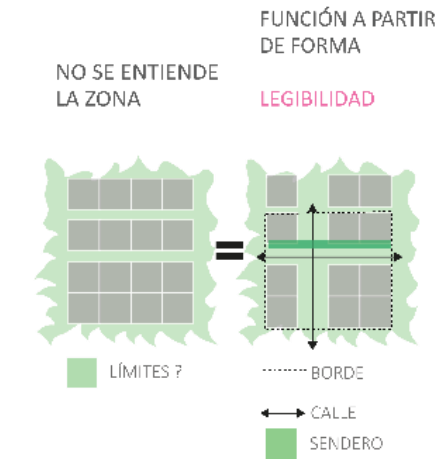 NO SE ENTIENDE
LA ZONA
FUNCIÓN A PARTIR
DE FORMA
LEGIBILIDAD
=
LÍMITES ?
BORDE
CALLE
SENDERO